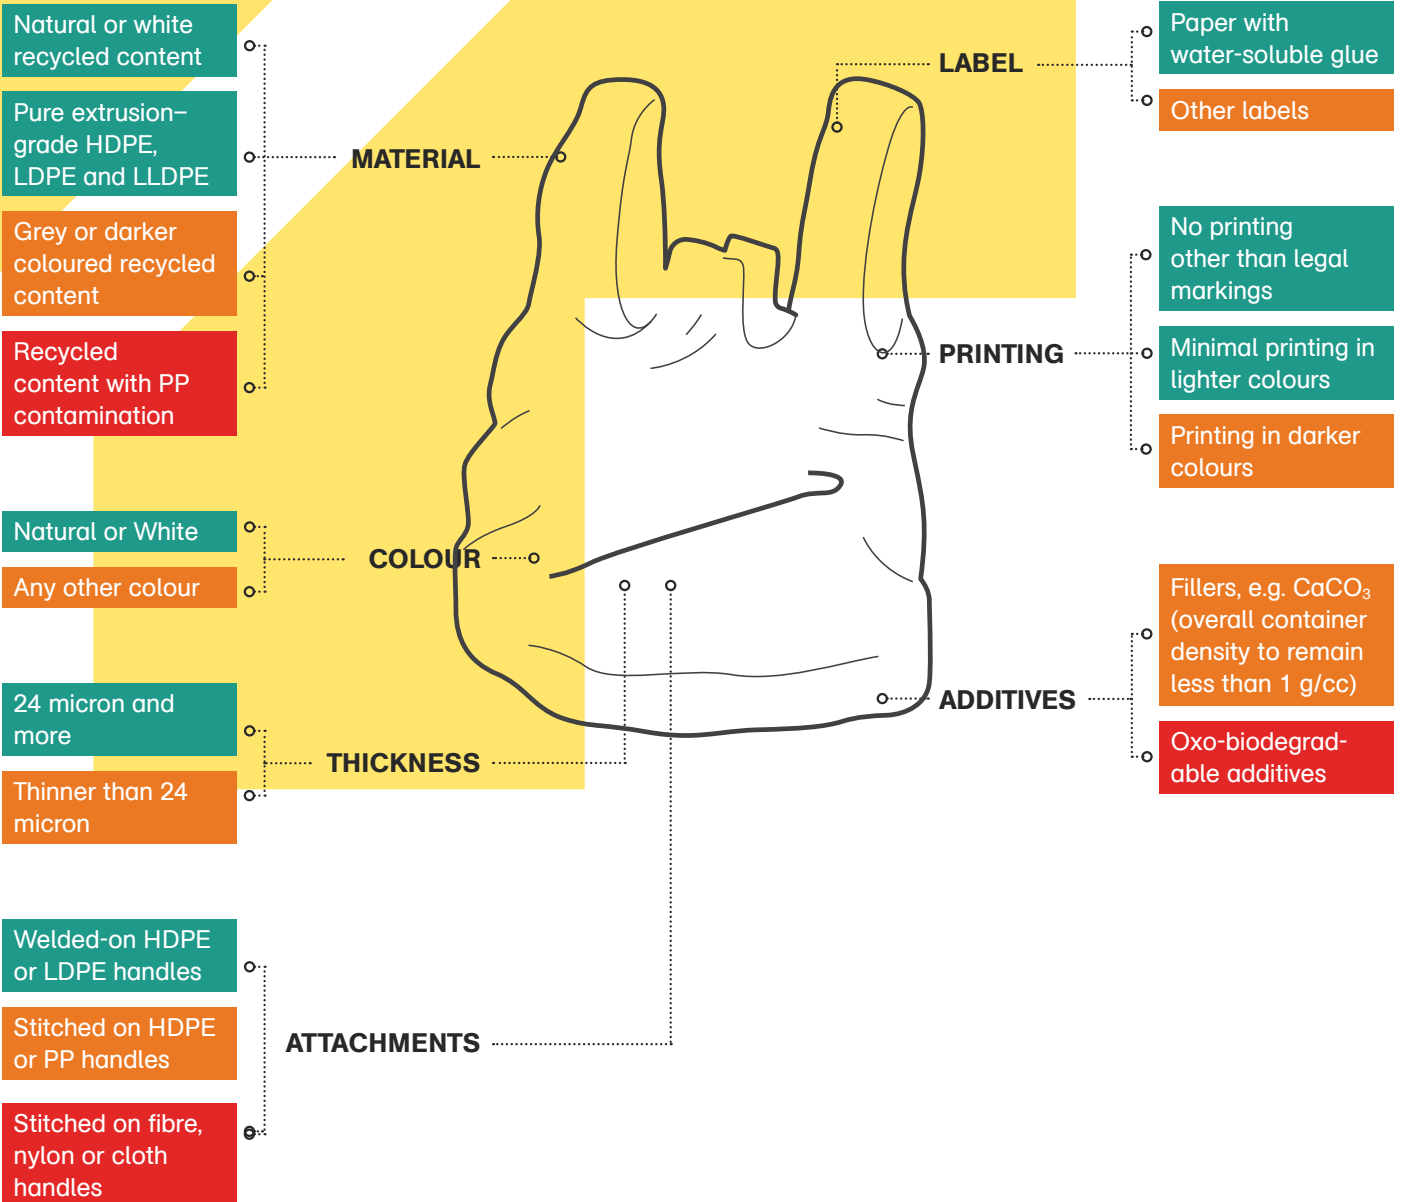 Natural or white
recycled content
Pure extrusion–
grade HDPE,
LDPE and LLDPE
Grey or darker
coloured recycled
content
Recycled
content with PP
contamination
MATERIAL
Natural or White
Any other colour
COLOUR
24 micron and
more
Thinner than 24
micron
THICKNESS
Welded-on HDPE
or LDPE handles
Stitched on HDPE
or PP handles
Stitched on fibre,
nylon or cloth
handles
ATTACHMENTS
LABEL
Paper with
water-soluble glue
Other labels
PRINTING
No printing
other than legal
markings
Minimal printing in
lighter colours
Printing in darker
colours
ADDITIVES
Fillers, e.g. CaCO₃
(overall container
density to remain
less than 1 g/cc)
Oxo-biodegrad-
able additives